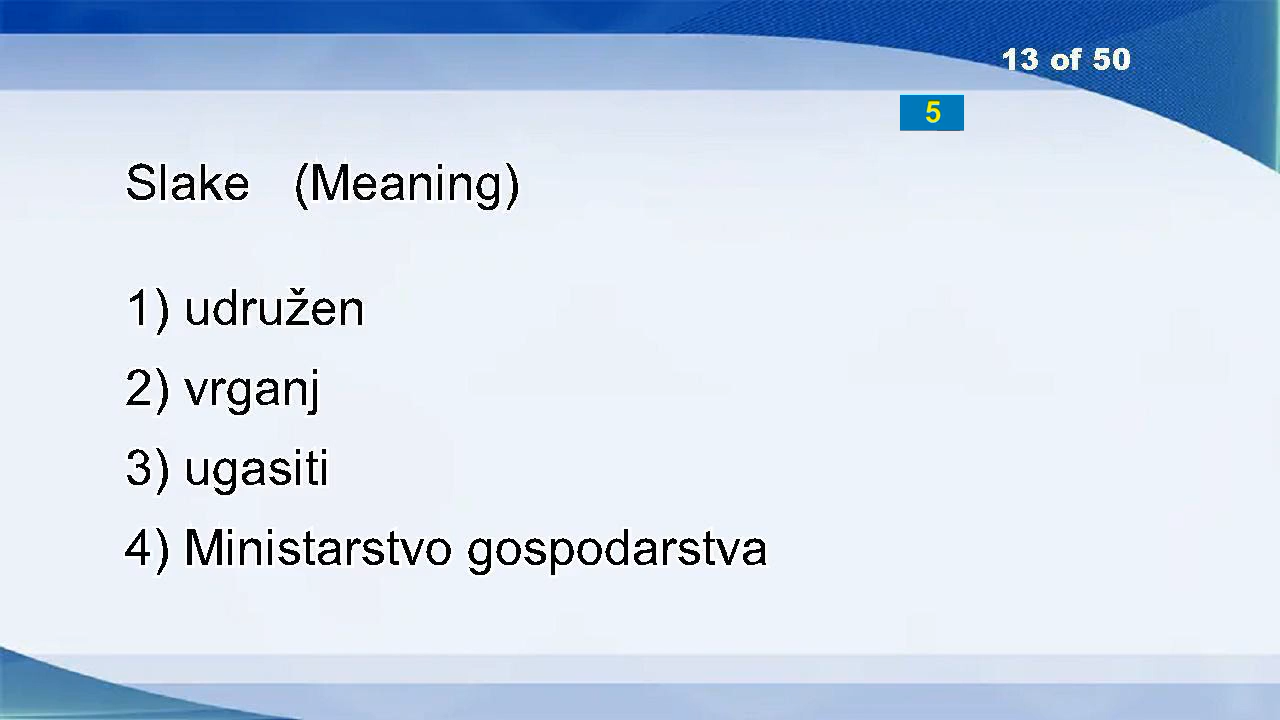 13 of 50
5
Slake (Meaning)
1) udružen
2) vrganj
3) ugasiti
4) Ministarstvo gospodarstva